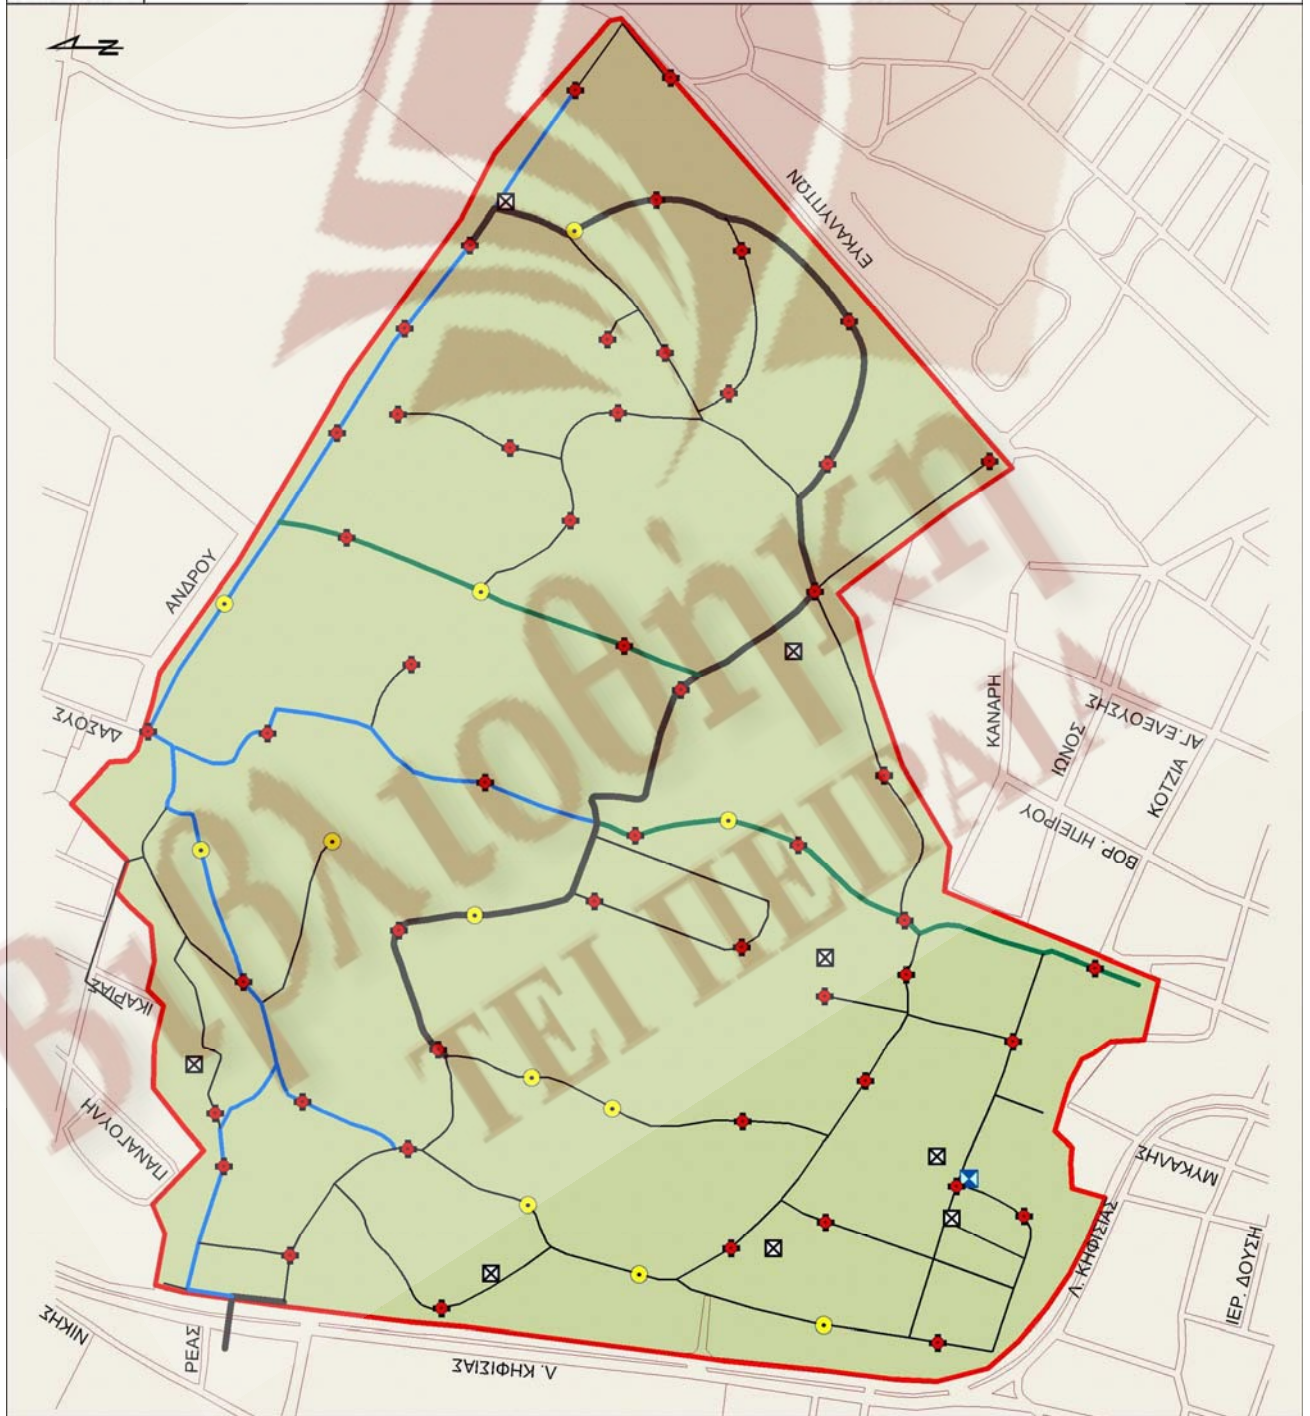 N
ΕΥΚΑΛΥΠΤΩΝ
ΑΝΔΡΟΥ
ΔΑΣΟΥΣ
ΚΑΝΑΡΗ
ΑΓ.ΕΛΕΟΥΣΗΣ
ΙΩΝΟΣ
ΚΟΤΖΙΑ
ΒΟΡ. ΗΠΕΙΡΟΥ
Βιβλιοθήκη
ΤΕΙ ΠΕΙΡΑΙΑ
ΙΚΑΡΙΑΣ
ΠΑΝΑΓΟΥΛΗ
ΜΥΚΑΛΗΣ
Λ. ΚΗΦΙΣΙΑΣ
ΙΕΡ. ΔΟΥΣΗ
ΝΙΚΗΣ
ΡΕΑΣ
Λ. ΚΗΦΙΣΙΑΣ